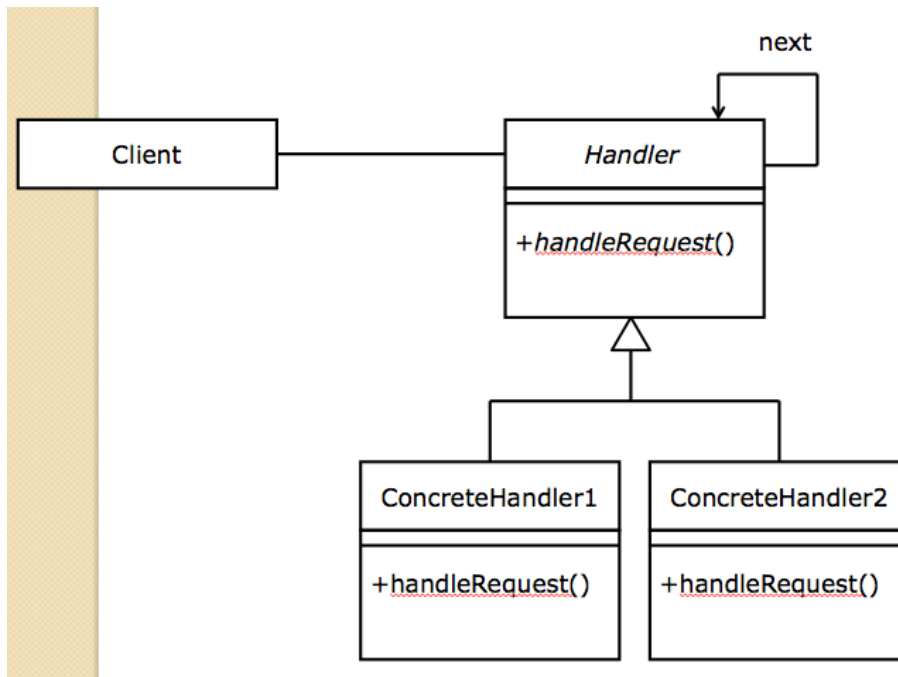 next
Client
Handler
+handleRequest()
ConcreteHandler1
ConcreteHandler2
+handleRequest()
+handleRequest()